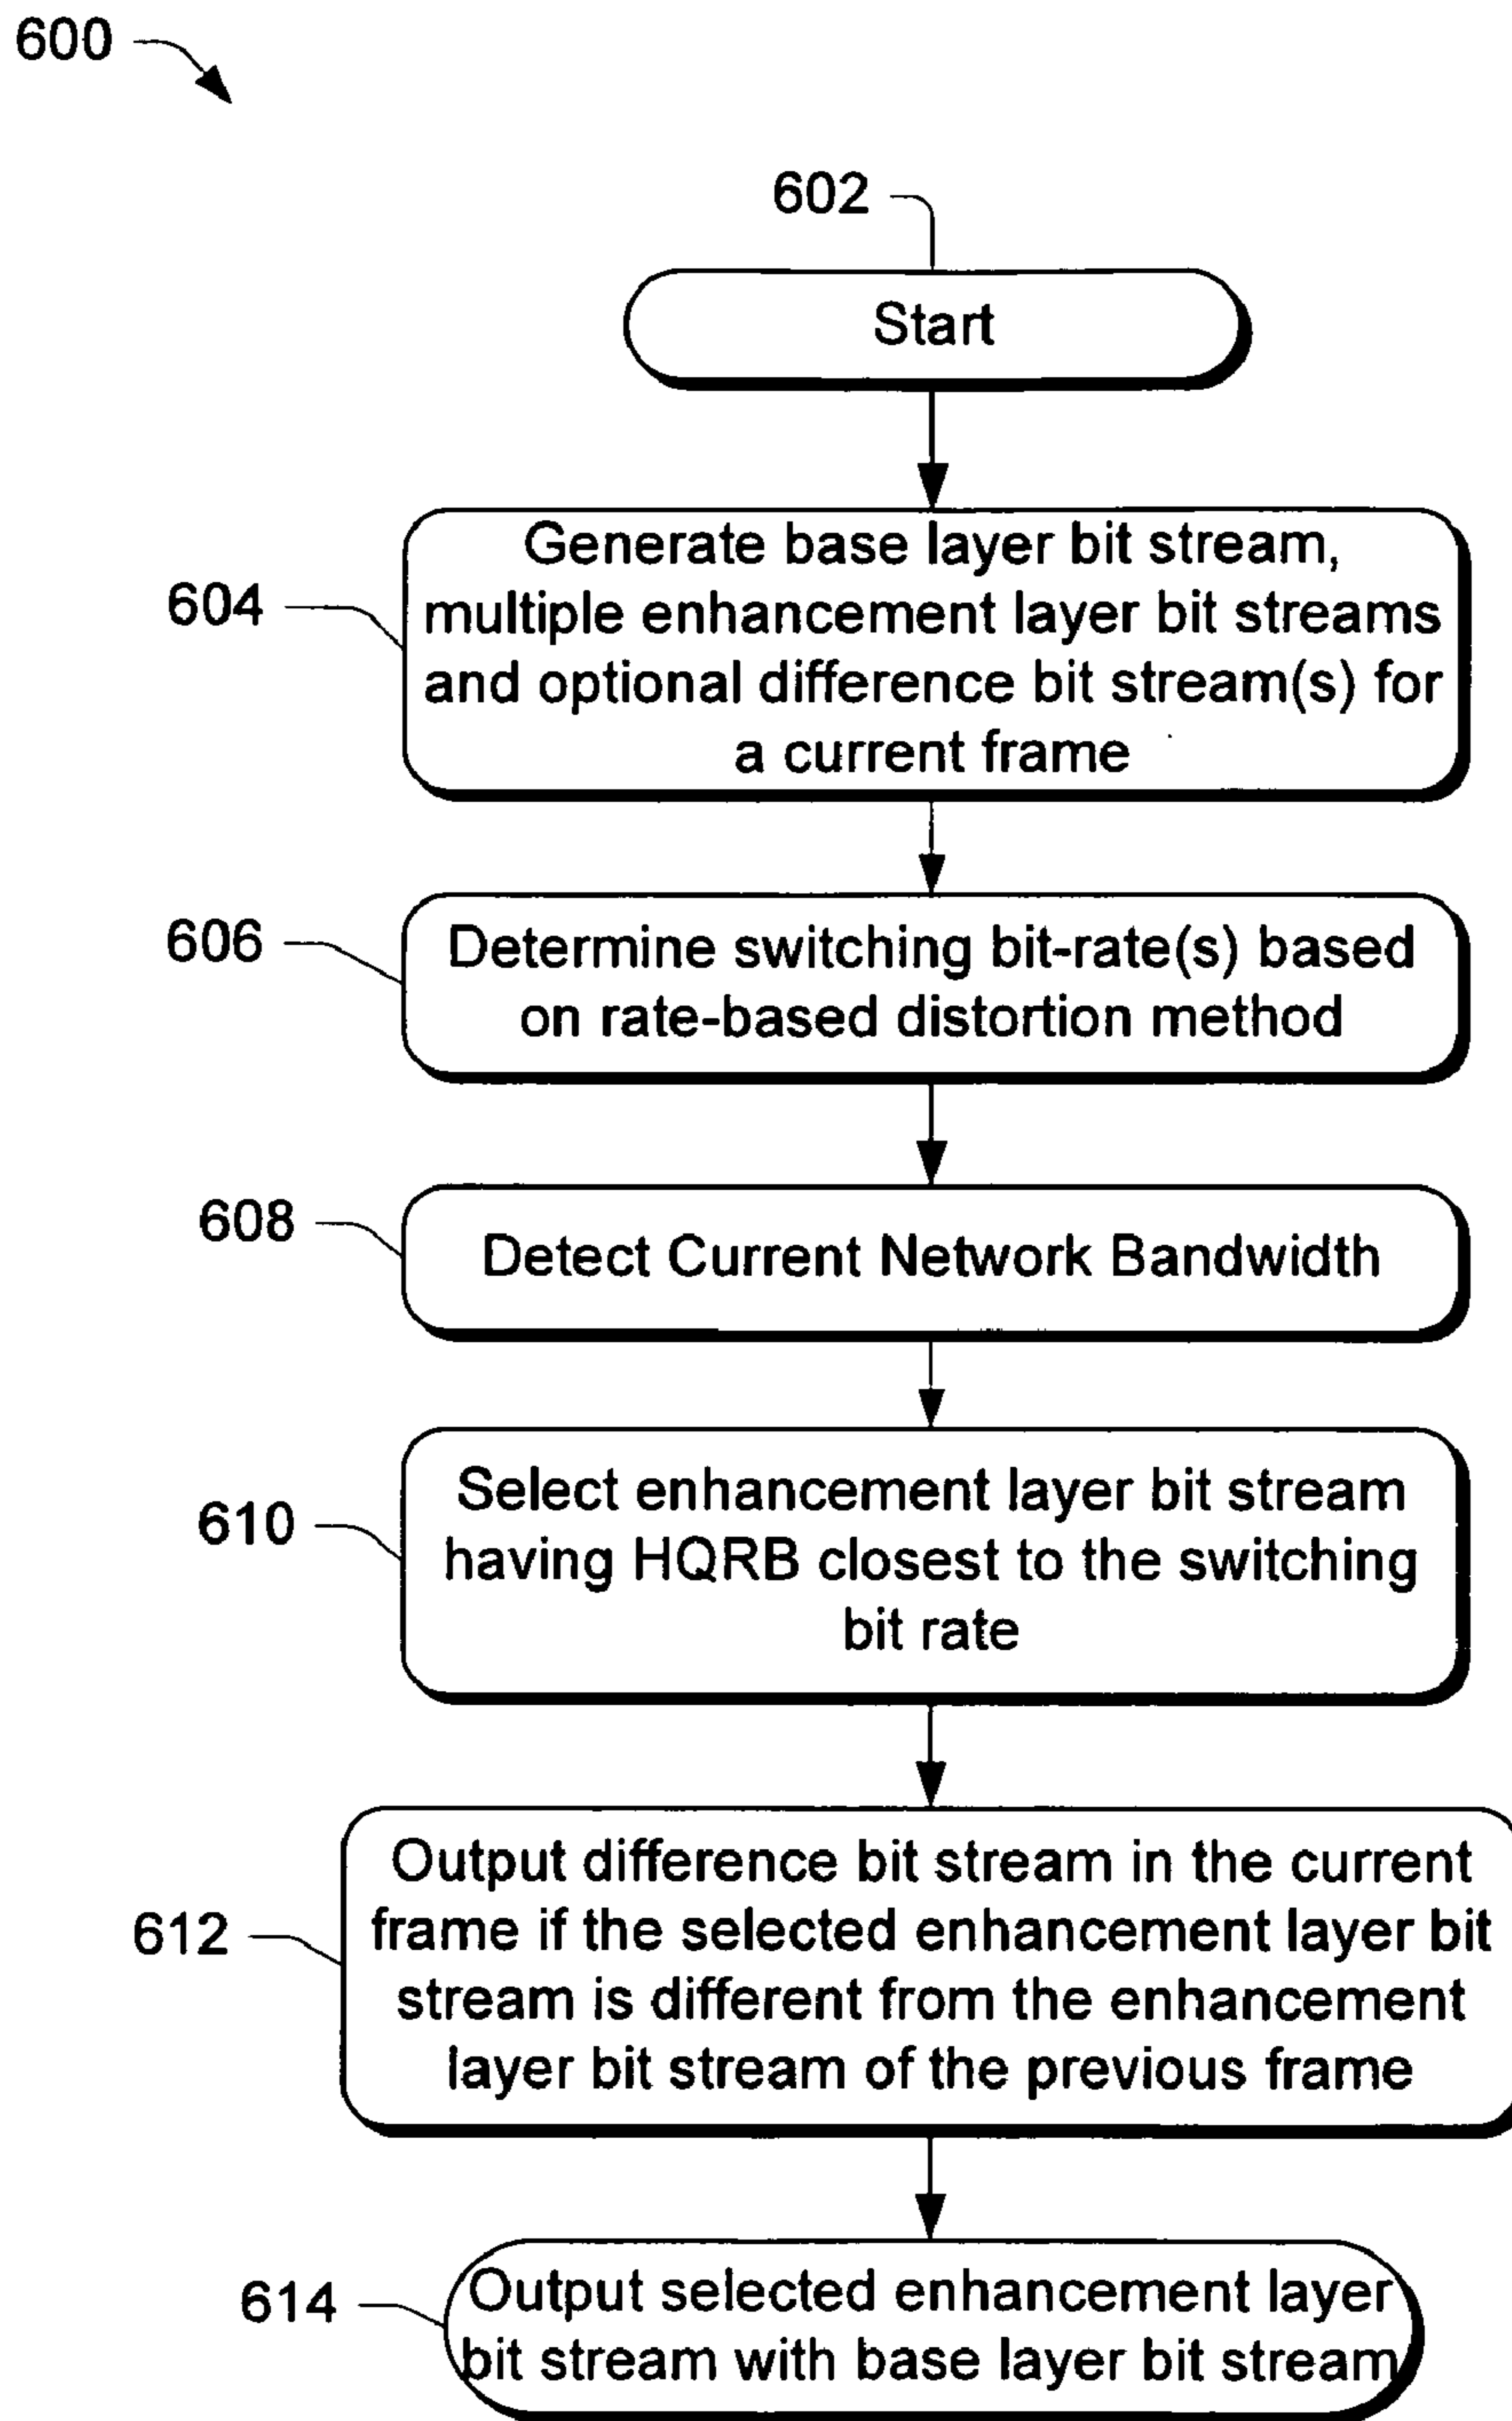 600
602
Start
604
Generate base layer bit stream,
multiple enhancement layer bit streams
and optional difference bit stream(s) for
a current frame
606
Determine switching bit-rate(s) based
on rate-based distortion method
608
Detect Current Network Bandwidth
610
Select enhancement layer bit stream
having HQRB closest to the switching
bit rate
612
Output difference bit stream in the current
frame if the selected enhancement layer bit
stream is different from the enhancement
layer bit stream of the previous frame
614
Output selected enhancement layer
bit stream with base layer bit stream